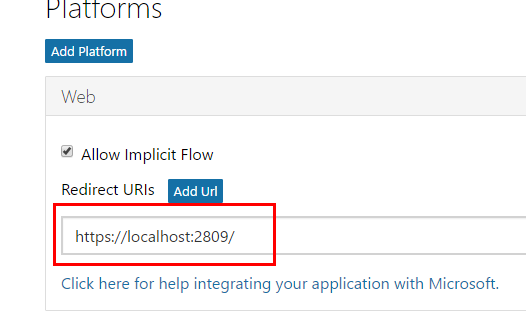 Platforms
Add Platform
Web
Allow Implicit Flow
Redirect URIs Add Url
https://localhost:2809/
Click here for help integrating your application with Microsoft.